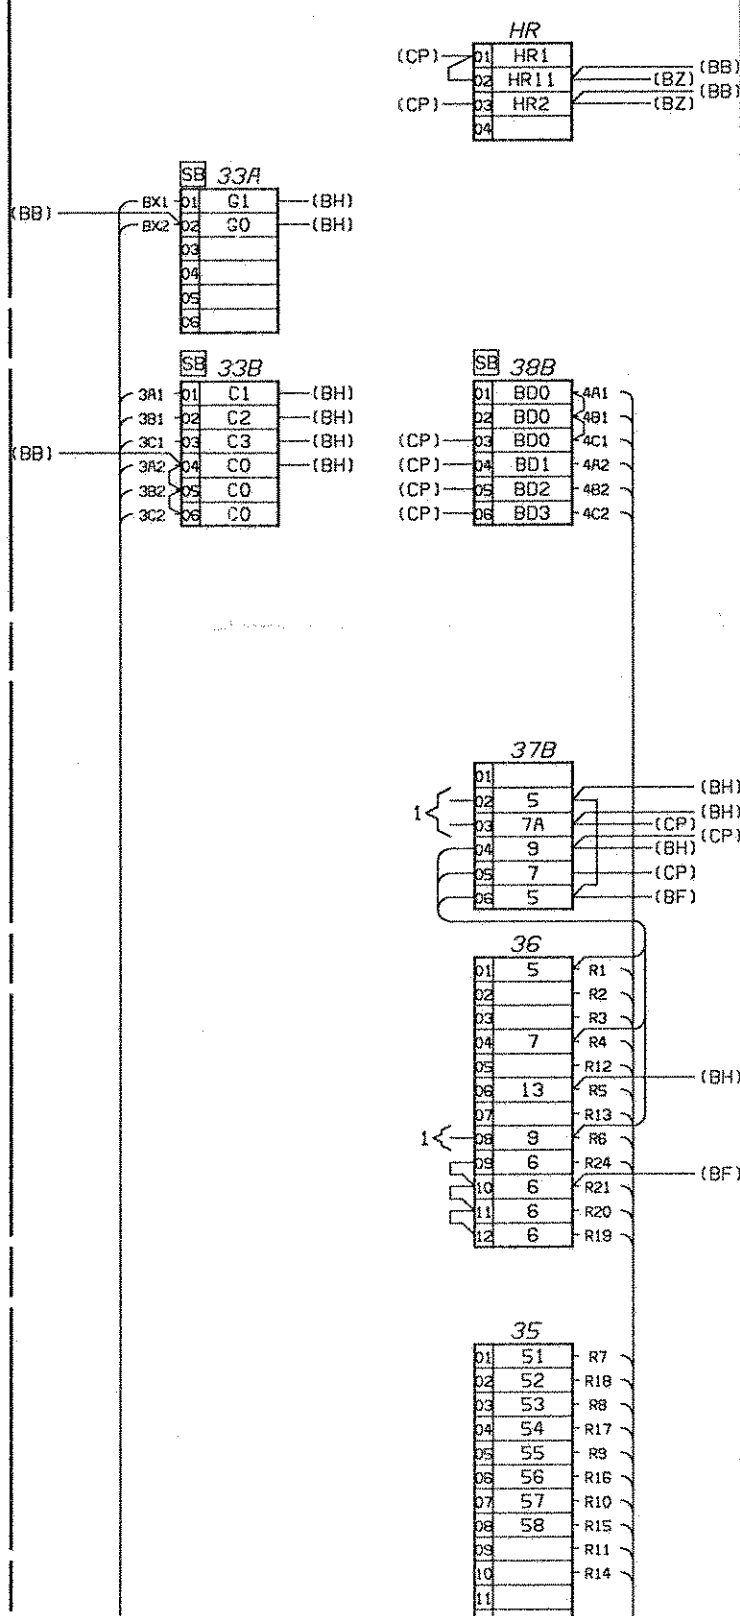 HR
(CP) 01 HR1
02 HR11 (BB)
(BZ)
(CP) 03 HR2 (BB)
(BZ)
04
SB 33A
BX1 01 G1 (BH)
(BB) BX2 02 G0 (BH)
03
04
05
06
SB 33B
3A1 01 C1 (BH)
3B1 02 C2 (BH)
3C1 03 C3 (BH)
(BB) 3A2 04 C0 (BH)
3B2 05 C0
3C2 06 C0
SB 38B
01 BD0 4A1
02 BD0 4B1
(CP) 03 BD0 4C1
(CP) 04 BD1 4A2
(CP) 05 BD2 4B2
(CP) 06 BD3 4C2
37B
01
1 02 5 (BH)
03 7A (BH)
(CP)
04 9 (CP)
(BH)
05 7 (CP)
06 5 (BF)
36
01 5 R1
02 R2
03 R3
04 7 R4
05 R12
06 13 R5 (BH)
07 R13
1 08 9 R6
09 6 R24
10 6 R21 (BF)
11 6 R20
12 6 R19
35
01 51 R7
02 52 R18
03 53 R8
04 54 R17
05 55 R9
06 56 R16
07 57 R10
08 58 R15
09 R11
10 R14
11